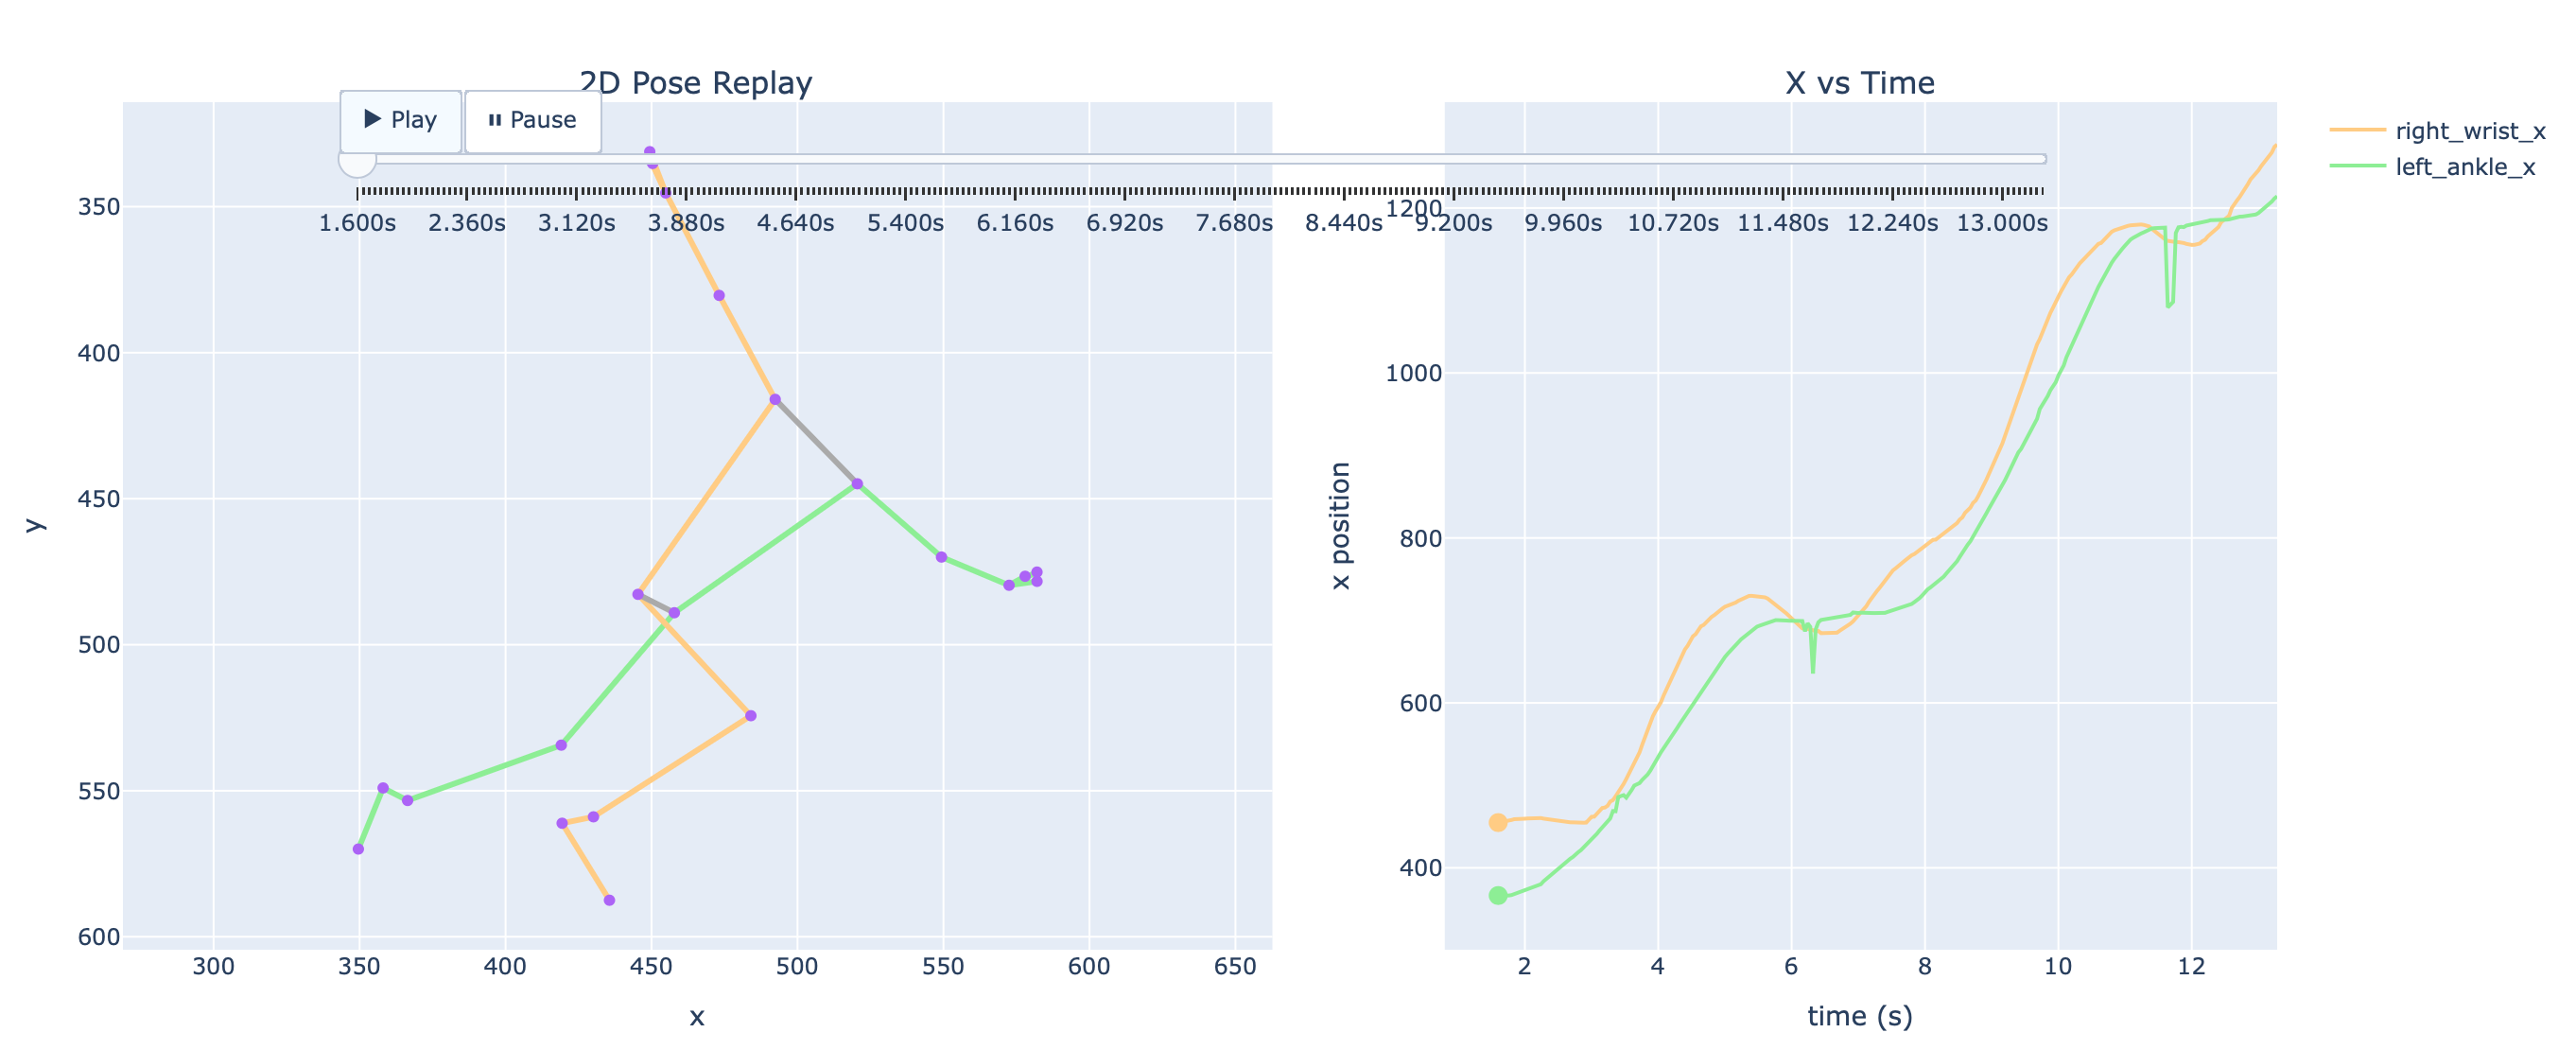 2D Pose Replay
X vs Time
▶ Play
⏸ Pause
right_wrist_x
left_ankle_x
1.600s 2.360s 3.120s 3.880s 4.640s 5.400s 6.160s 6.920s 7.680s 8.440s 9.200s 9.960s 10.720s 11.480s 12.240s 13.000s
350
400
450
500
550
600
y
300 350 400 450 500 550 600 650
x
1200
1000
800
600
400
x position
2 4 6 8 10 12
time (s)